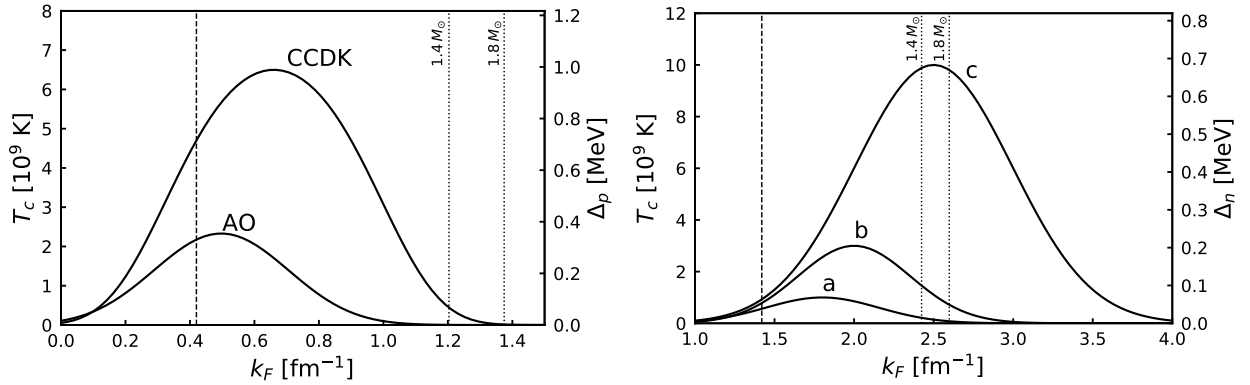 8
7
6
5
4
3
2
1
0
T_c [10^9 K]
0.0 0.2 0.4 0.6 0.8 1.0 1.2 1.4
k_F [fm^−1]
CCDK
AO
1.4 M_⊙
1.8 M_⊙
1.2
1.0
0.8
0.6
0.4
0.2
0.0
Δ_p [MeV]
12
10
8
6
4
2
0
T_c [10^9 K]
1.0 1.5 2.0 2.5 3.0 3.5 4.0
k_F [fm^−1]
1.4 M_⊙
1.8 M_⊙
c
b
a
0.8
0.7
0.6
0.5
0.4
0.3
0.2
0.1
0.0
Δ_n [MeV]